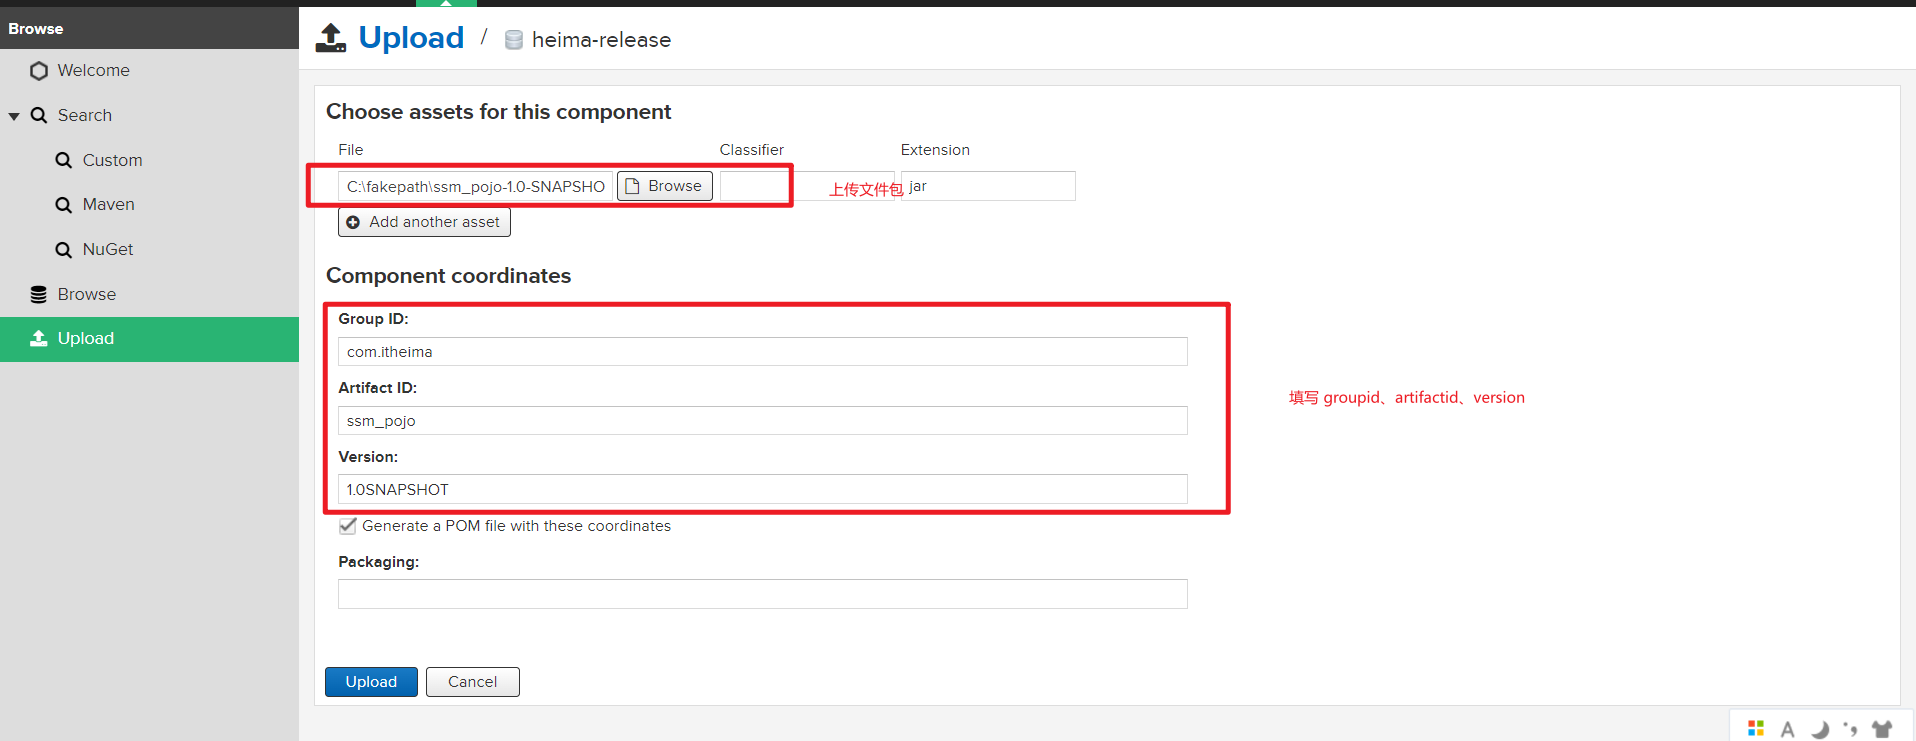 Browse
Welcome
Search
Custom
Maven
NuGet
Browse
Upload
Upload / heima-release
Choose assets for this component
File Classifier Extension
C:\fakepath\ssm_pojo-1.0-SNAPSHO Browse 上传文件包 jar
Add another asset
Component coordinates
Group ID:
com.itheima
Artifact ID:
ssm_pojo
填写 groupid、artifactid、version
Version:
1.0SNAPSHOT
Generate a POM file with these coordinates
Packaging:
Upload Cancel
A